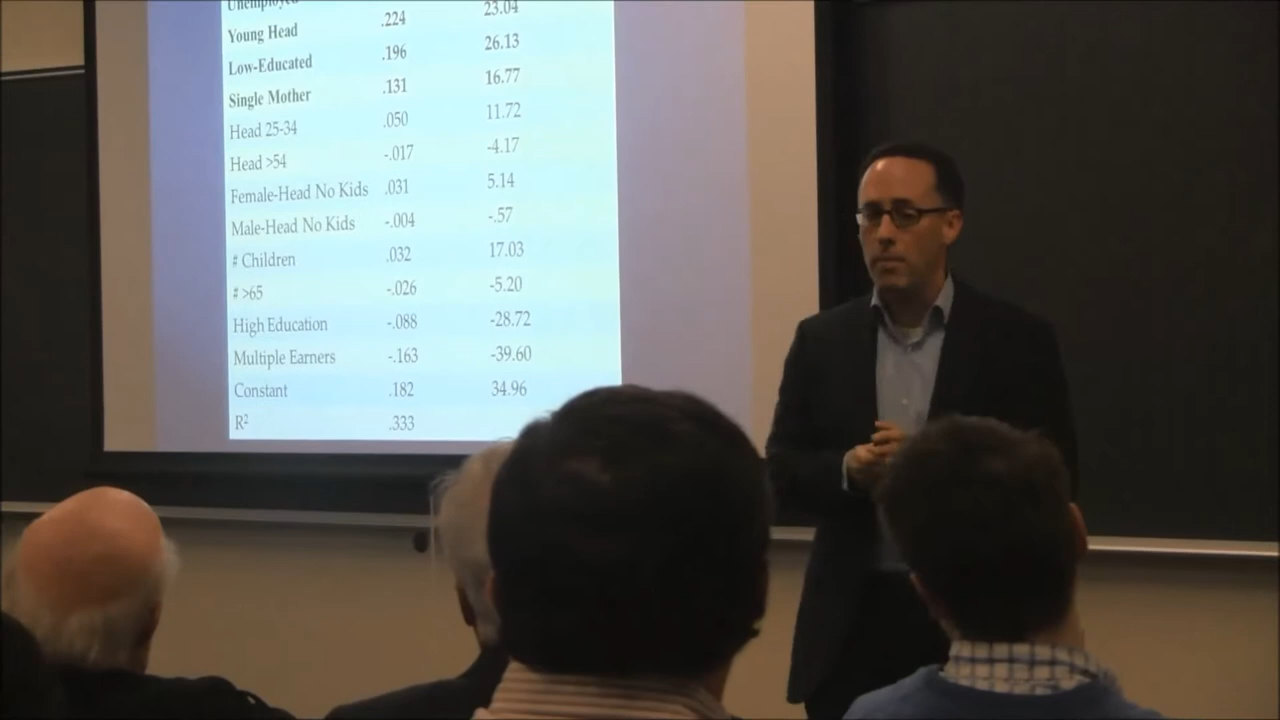 Unemployed 23.04
Young Head .224
Low-Educated .196 26.13
Single Mother .131 16.77
Head 25-34 .050 11.72
Head >54 -.017 -4.17
Female-Head No Kids .031 5.14
Male-Head No Kids -.004 -.57
# Children .032 17.03
# >65 -.026 -5.20
High Education -.088 -28.72
Multiple Earners -.163 -39.60
Constant .182 34.96
R² .333